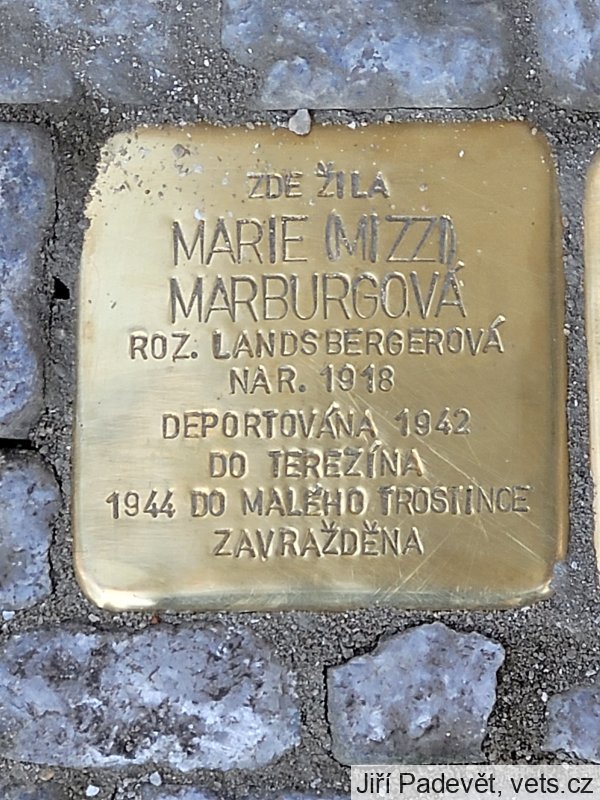 ZDE ŽILA
MARIE (MIZZI)
MARBURGOVÁ
ROZ. LANDSBERGEROVÁ
NAR. 1918
DEPORTOVÁNA 1942
DO TEREZÍNA
1944 DO MALÉHO TROSTINCE
ZAVRAŽDĚNA
Jiří Padevět, vets.cz